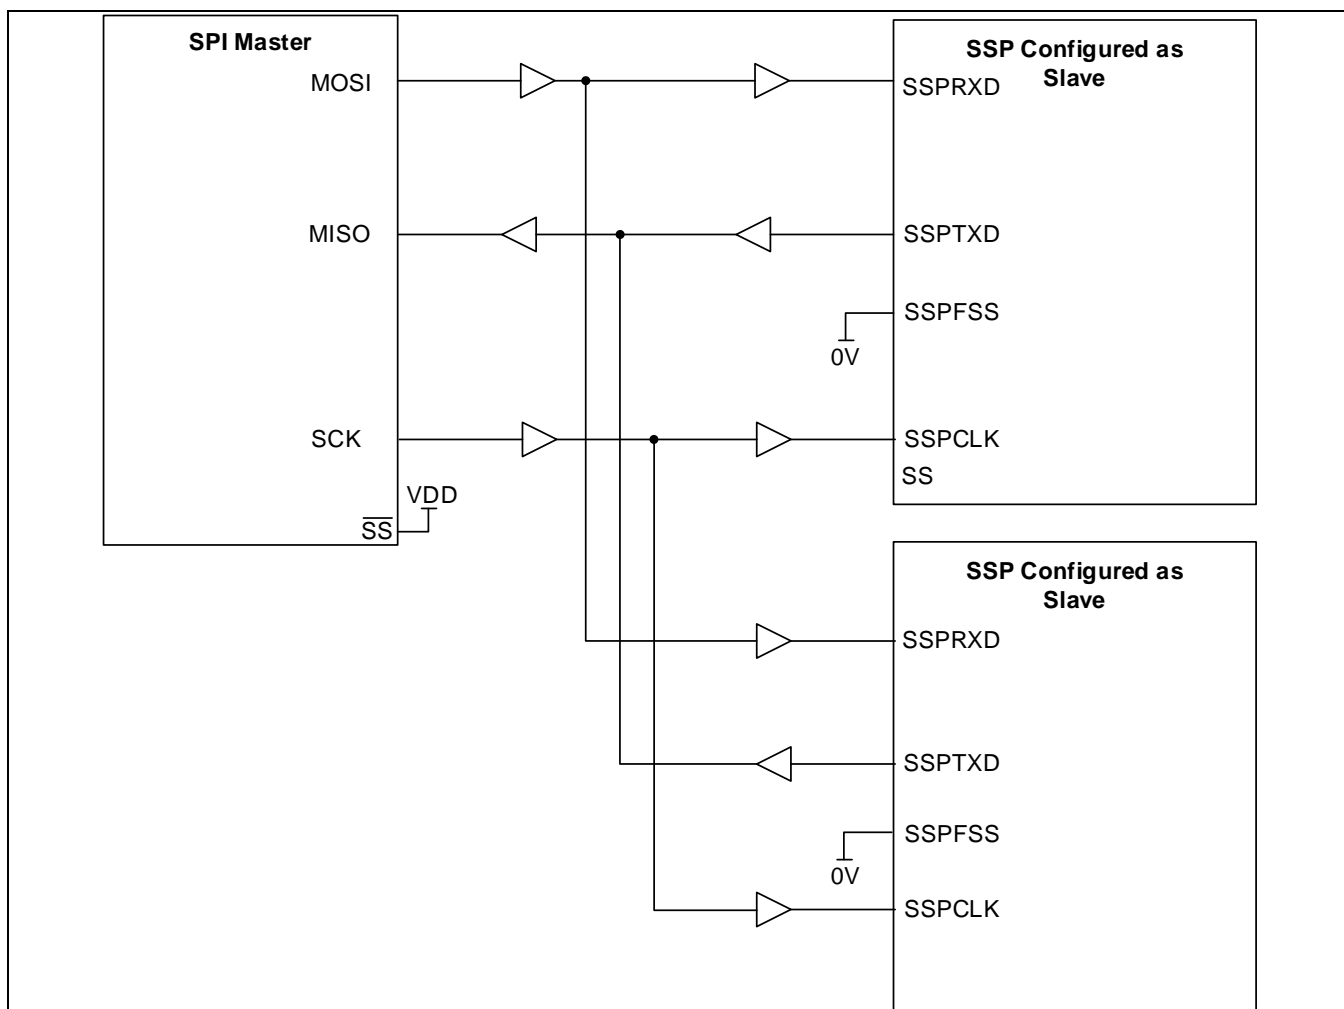 SPI Master
MOSI
MISO
SCK
VDD
SS
SSP Configured as
Slave
SSPRXD
SSPTXD
SSPFSS
0V
SSPCLK
SS
SSP Configured as
Slave
SSPRXD
SSPTXD
SSPFSS
0V
SSPCLK